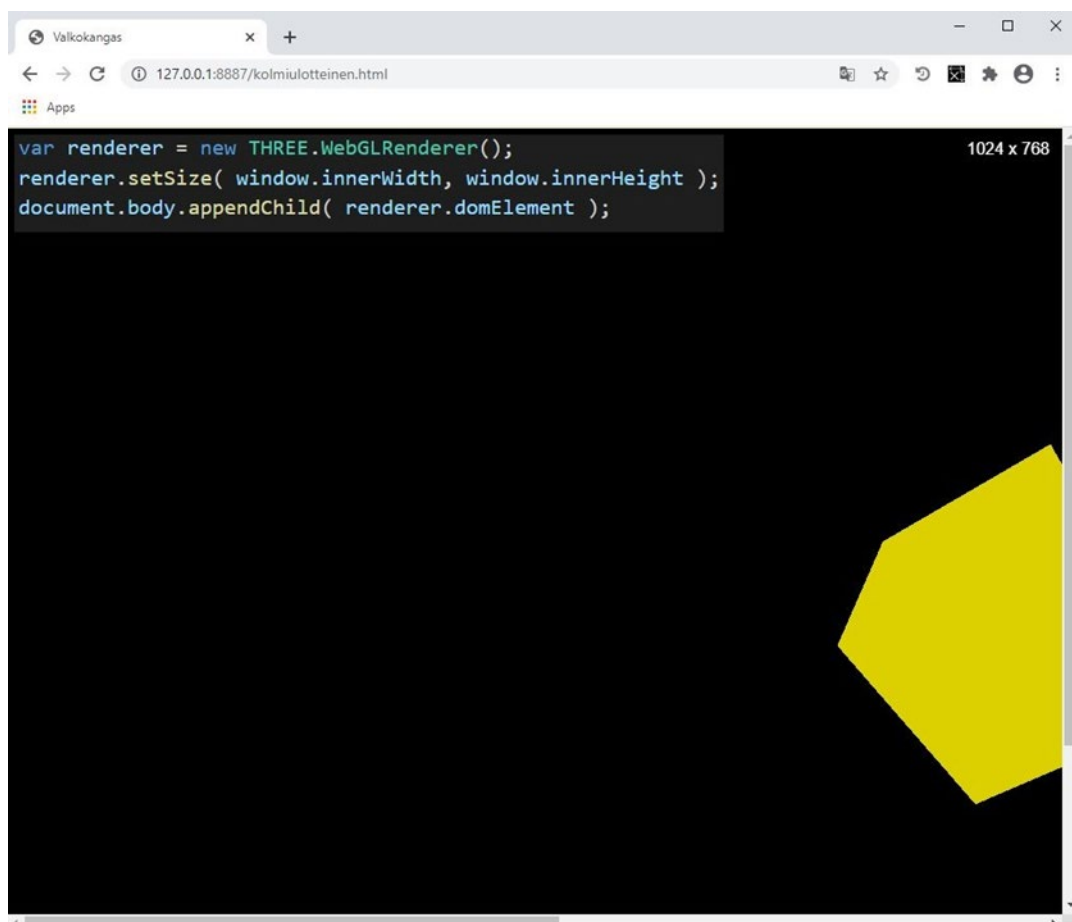 Valkokangas
127.0.0.1:8887/kolmiulotteinen.html
Apps
var renderer = new THREE.WebGLRenderer();
1024 x 768
renderer.setSize( window.innerWidth, window.innerHeight );
document.body.appendChild( renderer.domElement );